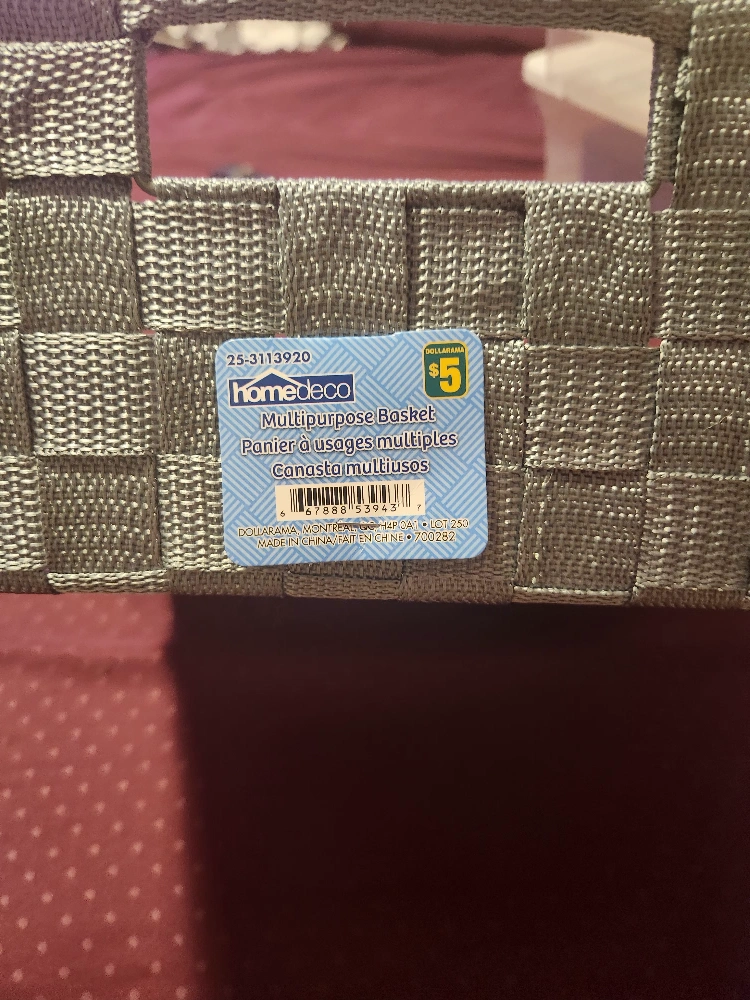 25-3113920
DOLLARAMA
$5
homedeco
Multipurpose Basket
Panier à usages multiples
Canasta multiusos
6 67888 53943 7
DOLLARAMA, MONTREAL, QC, H4P 0A1 • LOT 250
MADE IN CHINA/FAIT EN CHINE • 700282